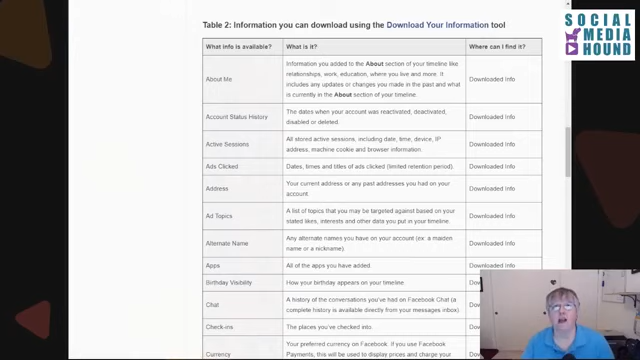 SOCIAL
MEDIA
HOUND
Table 2: Information you can download using the Download Your Information tool
What info is available? What is it? Where can I find it?
About Me Information you added to the About section of your timeline like Downloaded Info
relationships, work, education, where you live and more. It
includes any updates or changes you made in the past and what
is currently in the About section of your timeline.
Account Status History The dates when your account was reactivated, deactivated, Downloaded Info
disabled or deleted.
Active Sessions All stored active sessions, including date, time, device, IP Downloaded Info
address, machine cookie and browser information.
Ads Clicked Dates, times and titles of ads clicked (limited retention period). Downloaded Info
Address Your current address or any past addresses you had on your Downloaded Info
account.
Ad Topics A list of topics that you may be targeted against based on your Downloaded Info
stated likes, interests and other data you put in your timeline.
Alternate Name Any alternate names you have on your account (ex: a maiden Downloaded Info
name or a nickname).
Apps All of the apps you have added. Downloaded Info
Birthday Visibility How your birthday appears on your timeline.
Chat A history of the conversations you've had on Facebook Chat (a
complete history is available directly from your messages inbox).
Check-ins The places you've checked into.
Currency Your preferred currency on Facebook. If you use Facebook
Payments, this will be used to display prices and charge your